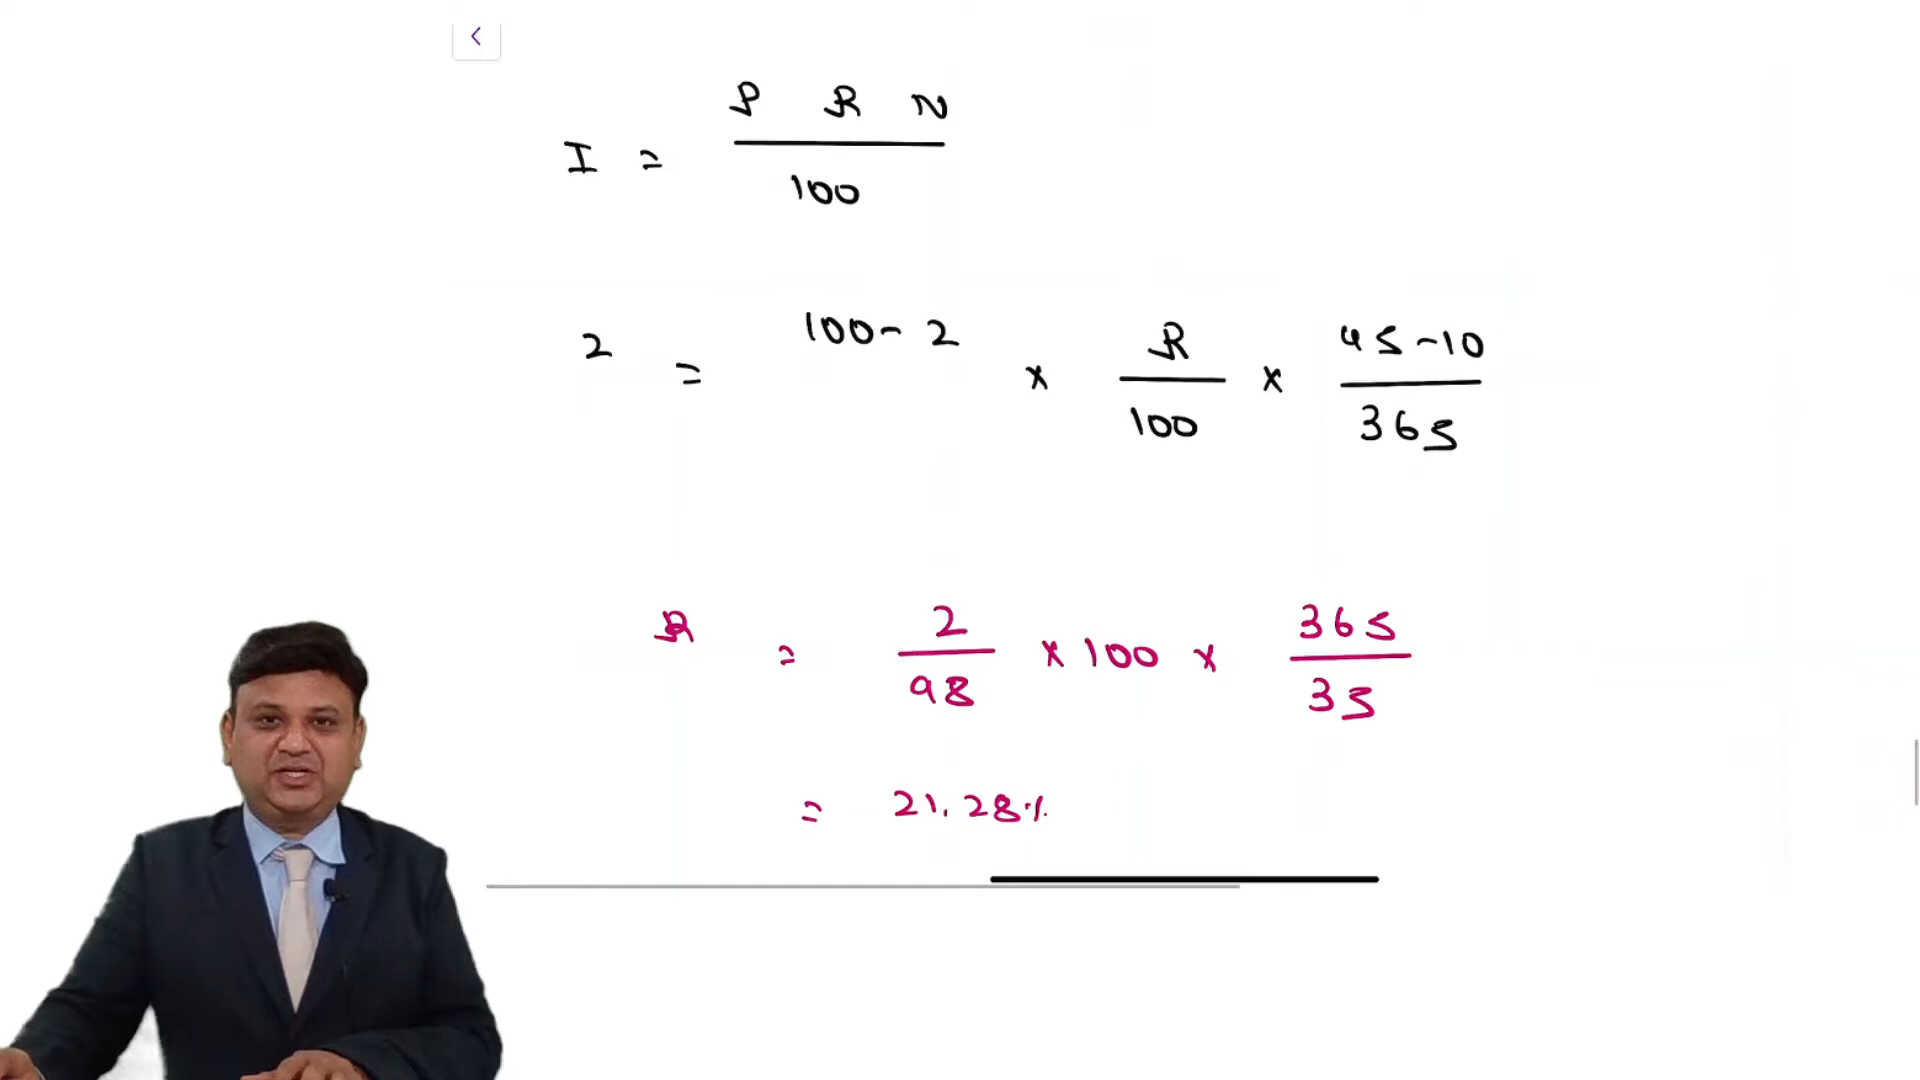 P R N
I =
100
2 = 100 - 2 × R/100 × 45-10/365
R = 2/98 × 100 × 365/35
= 21.28%